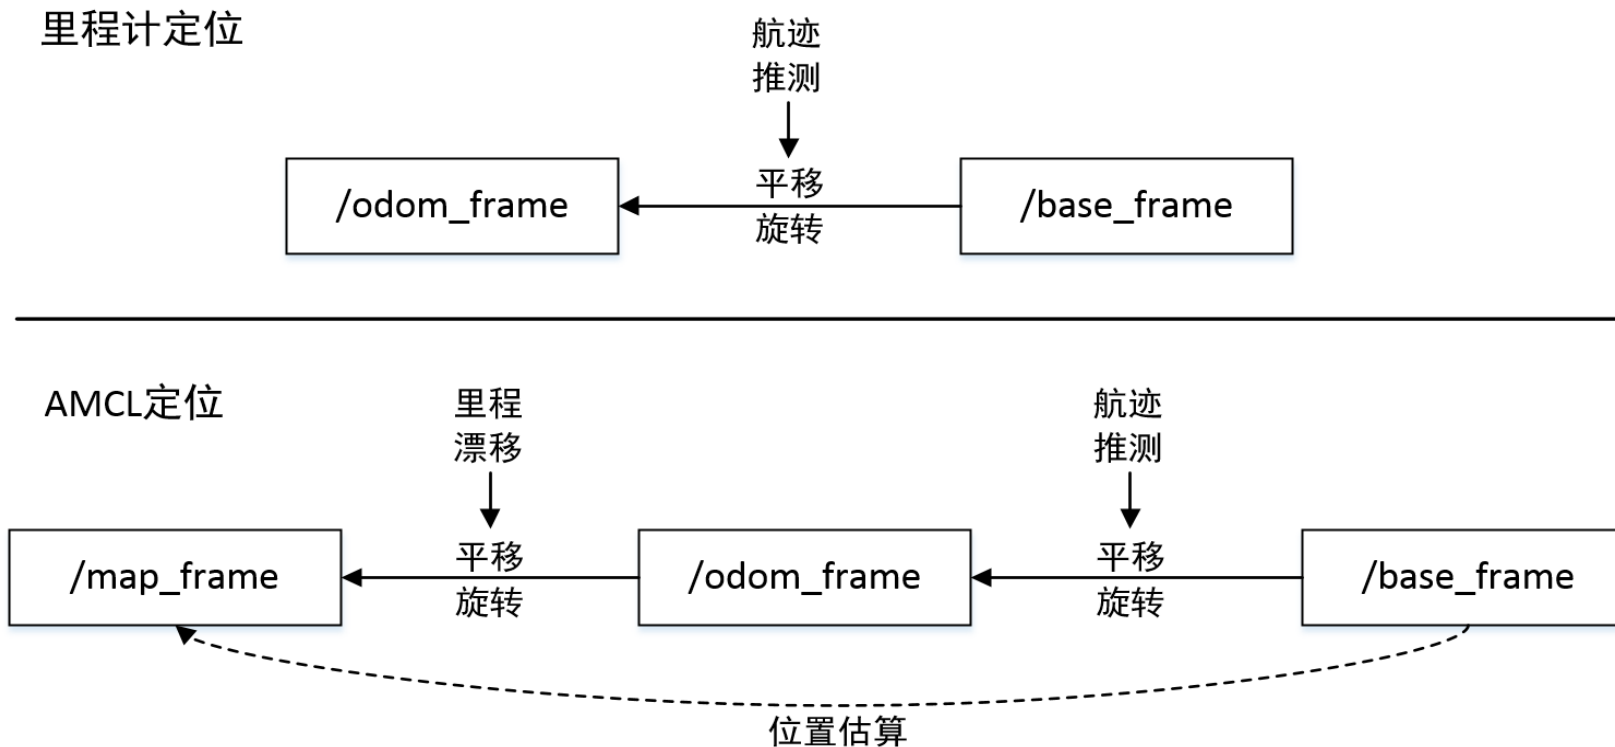 里程计定位
航迹
推测
/odom_frame
平移
旋转
/base_frame
AMCL定位
里程
漂移
航迹
推测
/map_frame
平移
旋转
/odom_frame
平移
旋转
/base_frame
位置估算